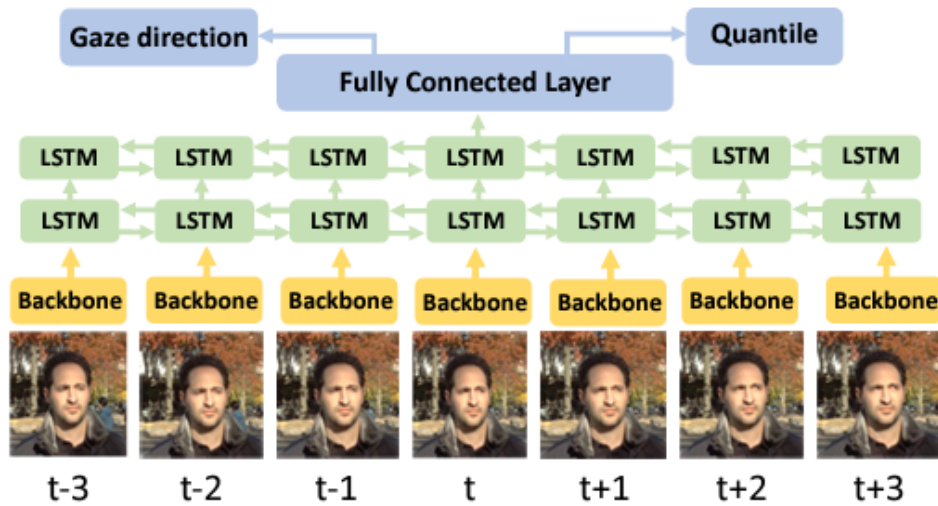 Gaze direction
Quantile
Fully Connected Layer
LSTM LSTM LSTM LSTM LSTM LSTM LSTM
LSTM LSTM LSTM LSTM LSTM LSTM LSTM
Backbone Backbone Backbone Backbone Backbone Backbone Backbone
t-3 t-2 t-1 t t+1 t+2 t+3